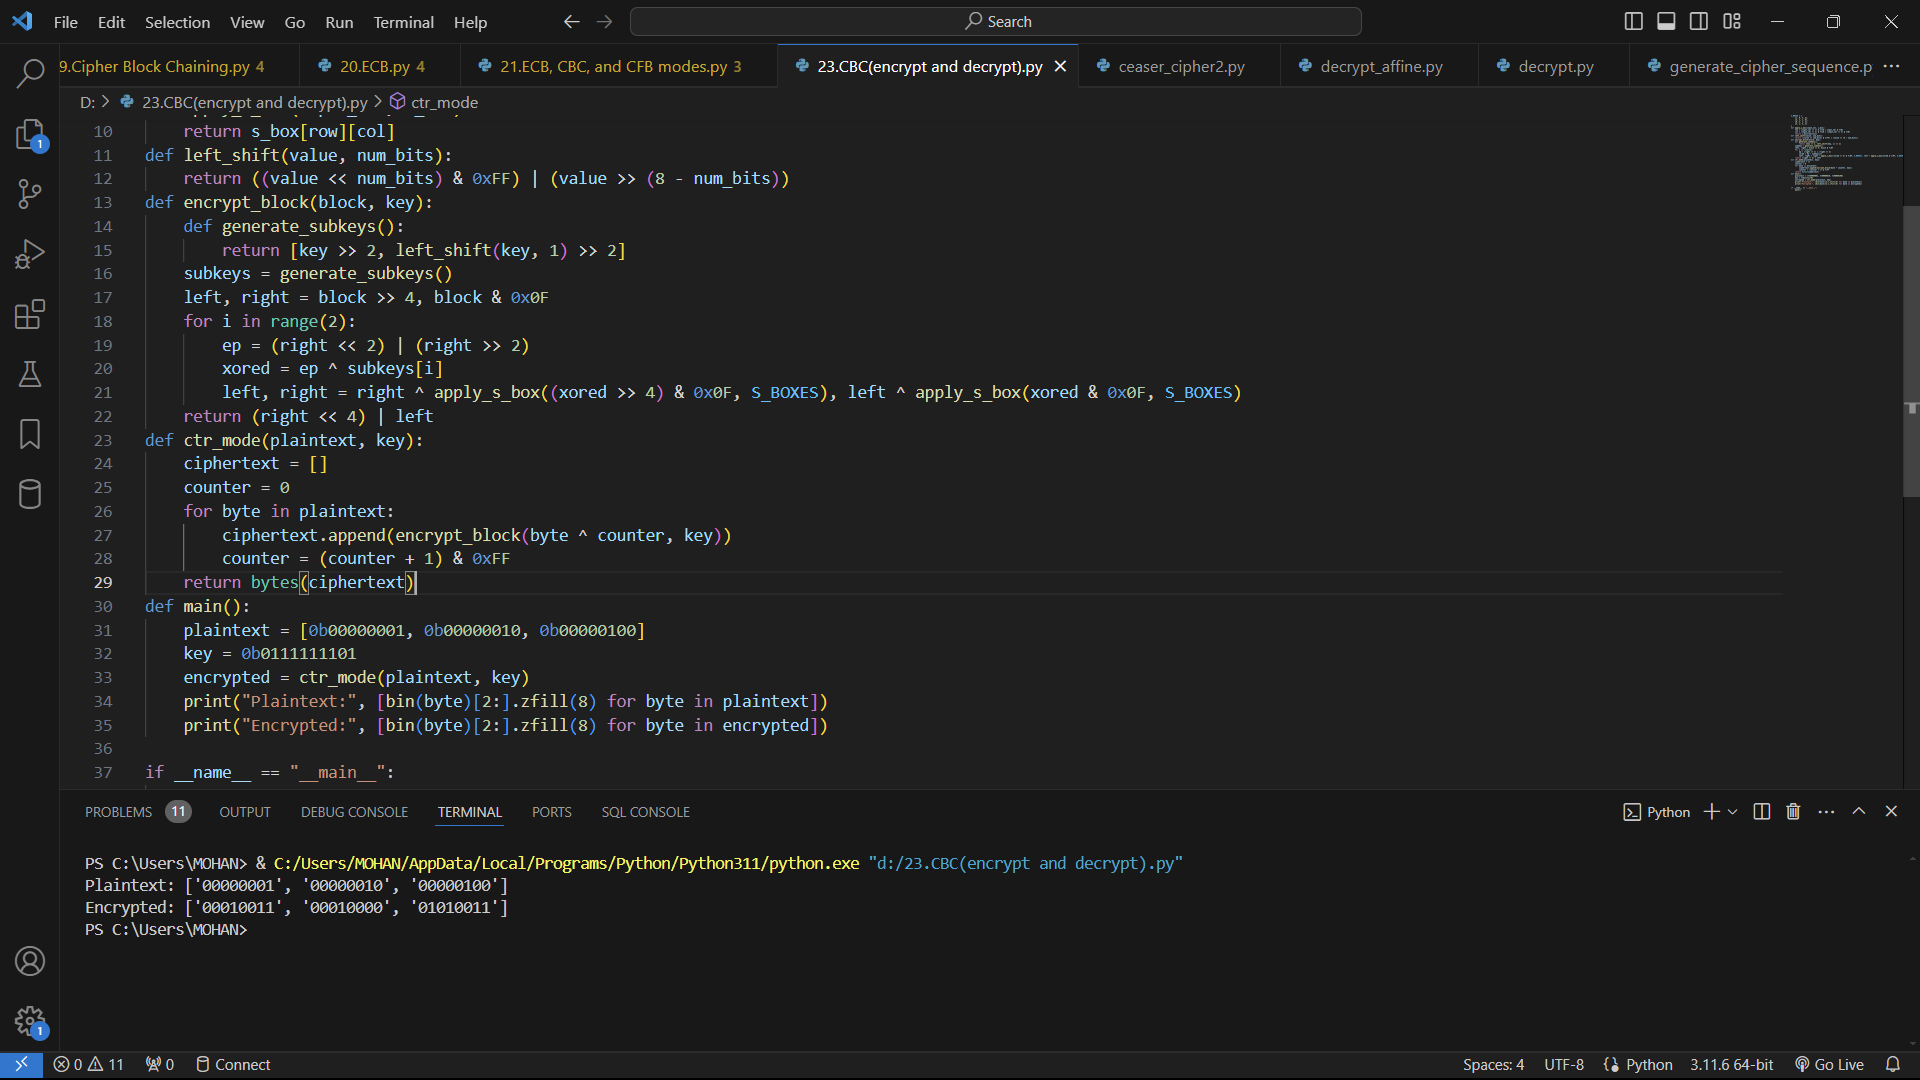 File Edit Selection View Go Run Terminal Help Search
9.Cipher Block Chaining.py 4 20.ECB.py 4 21.ECB, CBC, and CFB modes.py 3 23.CBC(encrypt and decrypt).py ceaser_cipher2.py decrypt_affine.py decrypt.py generate_cipher_sequence.p
D: > 23.CBC(encrypt and decrypt).py > ctr_mode
10 return s_box[row][col]
11 def left_shift(value, num_bits):
12 return ((value << num_bits) & 0xFF) | (value >> (8 - num_bits))
13 def encrypt_block(block, key):
14 def generate_subkeys():
15 return [key >> 2, left_shift(key, 1) >> 2]
16 subkeys = generate_subkeys()
17 left, right = block >> 4, block & 0x0F
18 for i in range(2):
19 ep = (right << 2) | (right >> 2)
20 xored = ep ^ subkeys[i]
21 left, right = right ^ apply_s_box((xored >> 4) & 0x0F, S_BOXES), left ^ apply_s_box(xored & 0x0F, S_BOXES)
22 return (right << 4) | left
23 def ctr_mode(plaintext, key):
24 ciphertext = []
25 counter = 0
26 for byte in plaintext:
27 ciphertext.append(encrypt_block(byte ^ counter, key))
28 counter = (counter + 1) & 0xFF
29 return bytes(ciphertext)
30 def main():
31 plaintext = [0b00000001, 0b00000010, 0b00000100]
32 key = 0b0111111101
33 encrypted = ctr_mode(plaintext, key)
34 print("Plaintext:", [bin(byte)[2:].zfill(8) for byte in plaintext])
35 print("Encrypted:", [bin(byte)[2:].zfill(8) for byte in encrypted])
36
37 if __name__ == "__main__":
PROBLEMS 11 OUTPUT DEBUG CONSOLE TERMINAL PORTS SQL CONSOLE Python
PS C:\Users\MOHAN> & C:/Users/MOHAN/AppData/Local/Programs/Python/Python311/python.exe "d:/23.CBC(encrypt and decrypt).py"
Plaintext: ['00000001', '00000010', '00000100']
Encrypted: ['00010011', '00010000', '01010011']
PS C:\Users\MOHAN>
1
1
0 11 0 Connect Spaces: 4 UTF-8 Python 3.11.6 64-bit Go Live